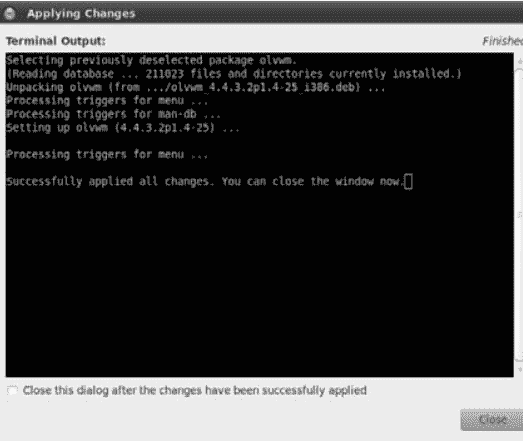 Applying Changes
Terminal Output:
Finished
Selecting previously deselected package olvwm.
(Reading database ... 211023 files and directories currently installed.)
Unpacking olvwm (from .../olvwm_4.4.3.2p1.4-25_i386.deb) ...
Processing triggers for menu ...
Processing triggers for man-db ...
Setting up olvwm (4.4.3.2p1.4-25) ...
Processing triggers for menu ...
Successfully applied all changes. You can close the window now.
Close this dialog after the changes have been successfully applied
Close